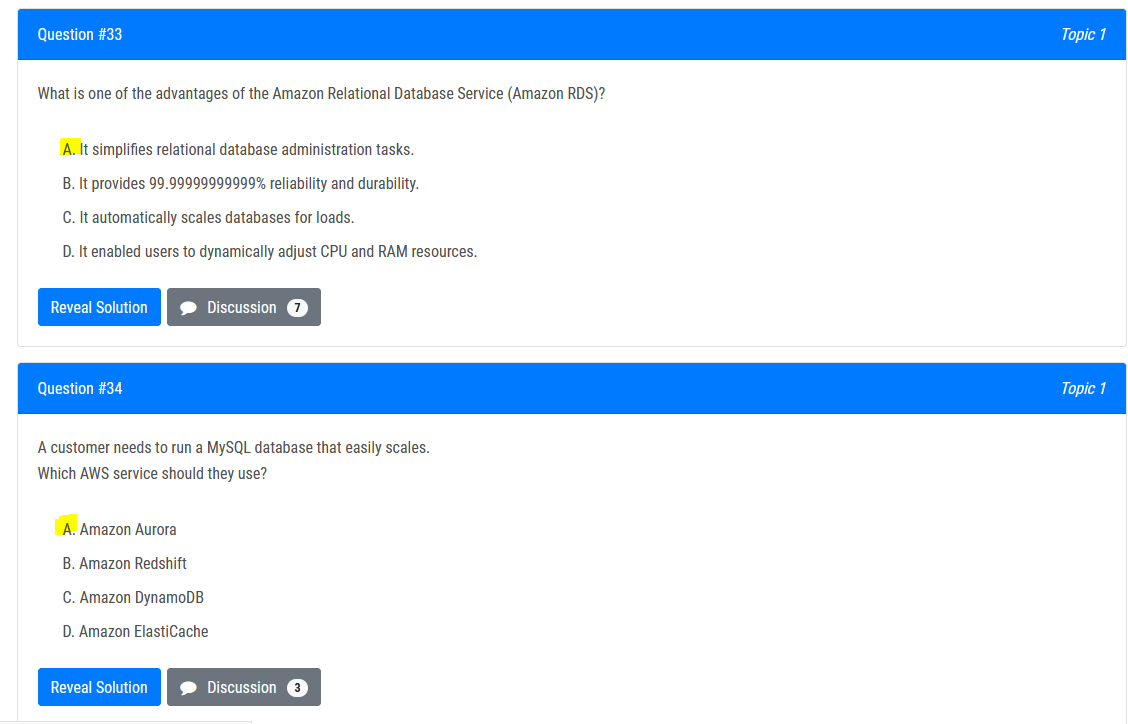 Question #33
Topic 1
What is one of the advantages of the Amazon Relational Database Service (Amazon RDS)?
A. It simplifies relational database administration tasks.
B. It provides 99.99999999999% reliability and durability.
C. It automatically scales databases for loads.
D. It enabled users to dynamically adjust CPU and RAM resources.
Reveal Solution
Discussion 7
Question #34
Topic 1
A customer needs to run a MySQL database that easily scales.
Which AWS service should they use?
A. Amazon Aurora
B. Amazon Redshift
C. Amazon DynamoDB
D. Amazon ElastiCache
Reveal Solution
Discussion 3